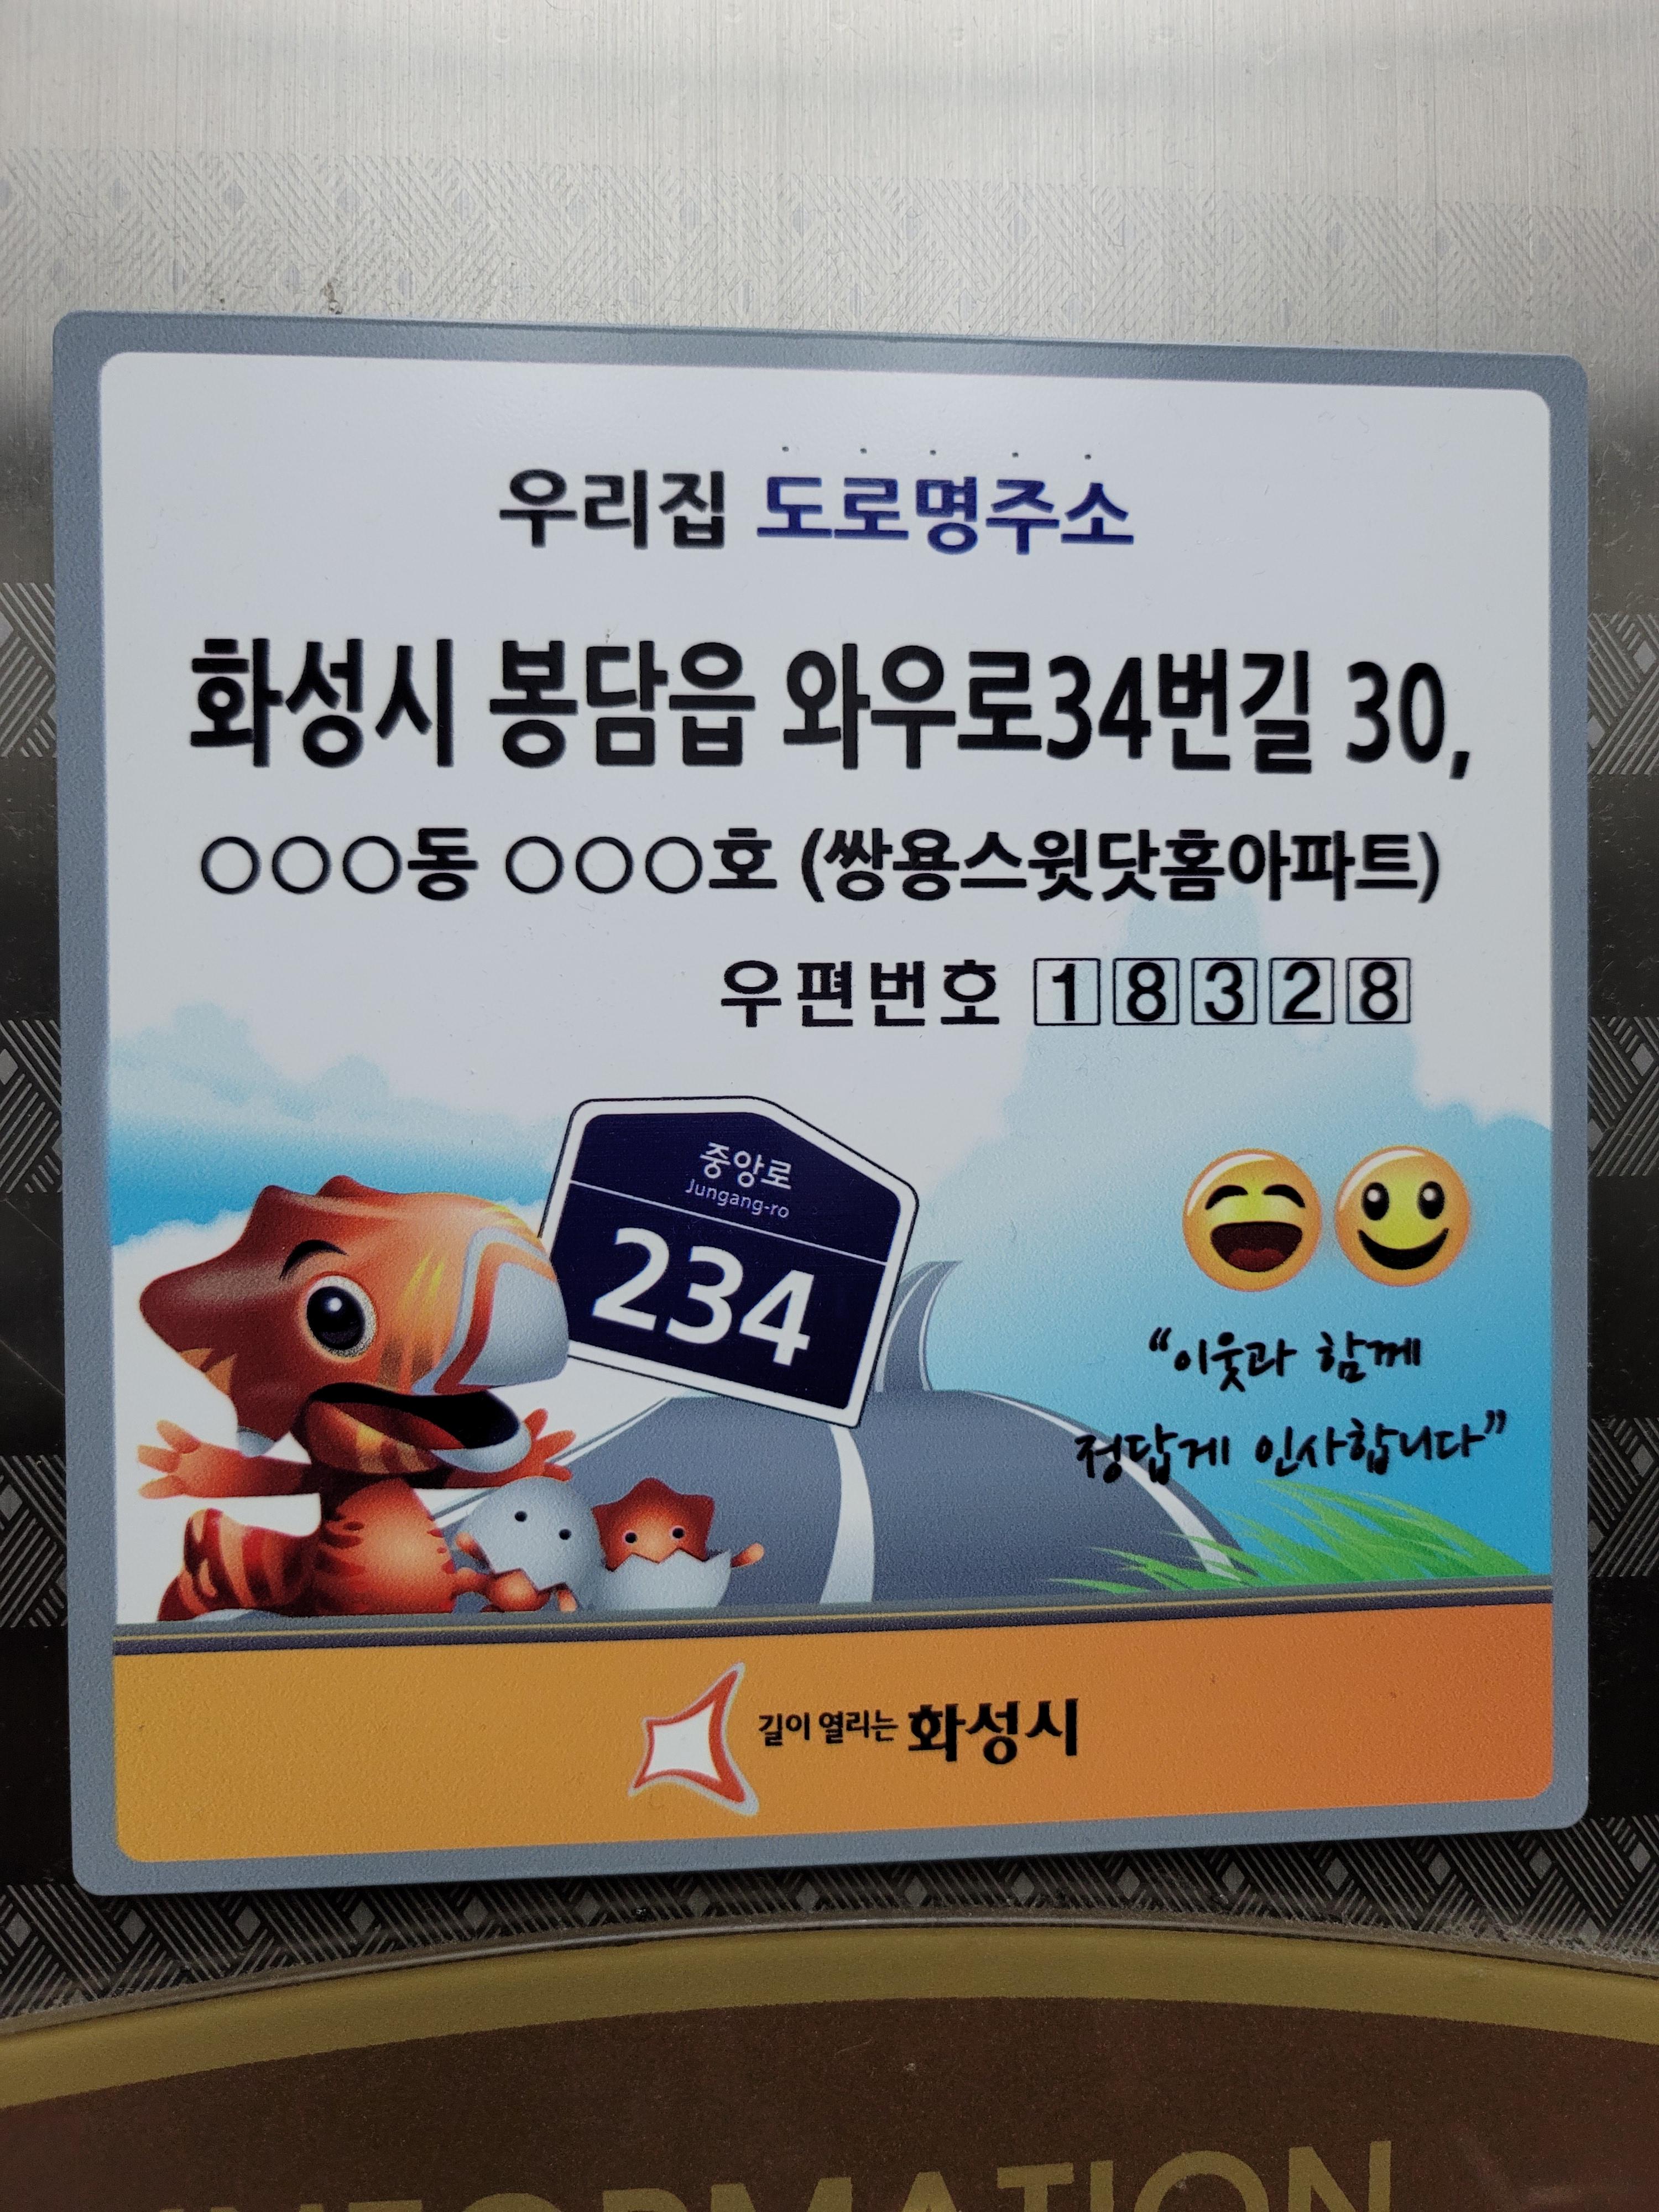 우리집 도로명주소
화성시 봉담읍 와우로34번길 30,
○○○동 ○○○호 (쌍용스윗닷홈아파트)
우편번호 18328
중앙로
Jungang-ro
234
“이웃과 함께
정답게 인사합니다”
길이 열리는 화성시
INFORMATION